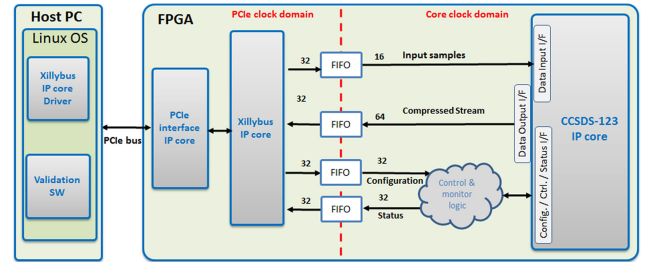 Host PC
Linux OS
Xillybus
IP core
Driver
Validation
SW
PCIe bus
FPGA
PCIe clock domain
Core clock domain
PCIe
interface
IP core
Xillybus
IP core
32
FIFO
16
Input samples
32
FIFO
64
Compressed Stream
32
FIFO
32
Configuration
32
FIFO
32
Status
Control &
monitor
logic
Data Input I/F
Data Output I/F
Config. / Ctrl. / Status I/F
CCSDS-123
IP core